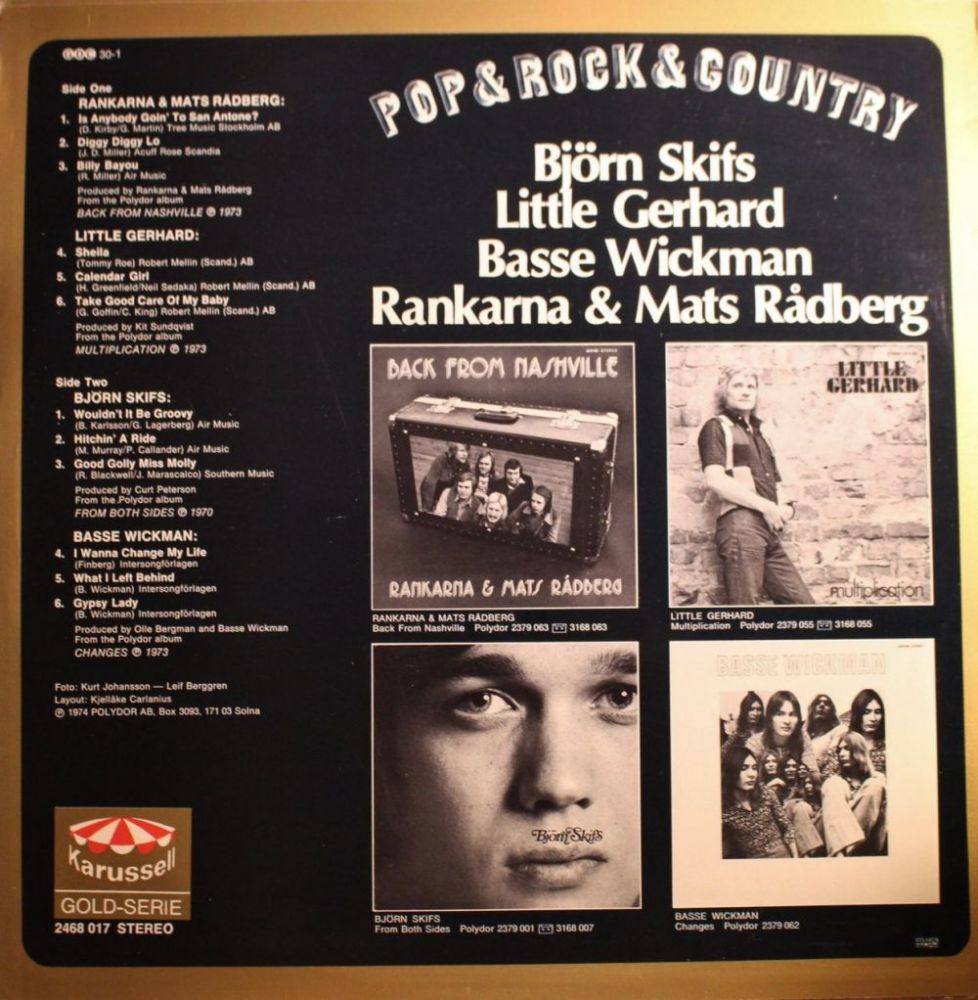 GDC 30-1
Side One
RANKARNA & MATS RÅDBERG:
1. Is Anybody Goin' To San Antone?
(D. Kirby/G. Martin) Tree Music Stockholm AB
2. Diggy Diggy Lo
(J. D. Miller) Acuff Rose Scandia
3. Billy Bayou
(R. Miller) Air Music
Produced by Rankarna & Mats Rådberg
From the Polydor album
BACK FROM NASHVILLE ℗ 1973
LITTLE GERHARD:
4. Sheila
(Tommy Roe) Robert Mellin (Scand.) AB
5. Calendar Girl
(H. Greenfield/Neil Sedaka) Robert Mellin (Scand.) AB
6. Take Good Care Of My Baby
(G. Goffin/C. King) Robert Mellin (Scand.) AB
Produced by Kit Sundqvist
From the Polydor album
MULTIPLICATION ℗ 1973
Side Two
BJÖRN SKIFS:
1. Wouldn't It Be Groovy
(B. Karlsson/G. Lagerberg) Air Music
2. Hitchin' A Ride
(M. Murray/P. Callander) Air Music
3. Good Golly Miss Molly
(R. Blackwell/J. Marascalco) Southern Music
Produced by Curt Peterson
From the Polydor album
FROM BOTH SIDES ℗ 1970
BASSE WICKMAN:
4. I Wanna Change My Life
(Finberg) Intersongförlagen
5. What I Left Behind
(B. Wickman) Intersongförlagen
6. Gypsy Lady
(B. Wickman) Intersongförlagen
Produced by Olle Bergman and Basse Wickman
From the Polydor album
CHANGES ℗ 1973
Foto: Kurt Johansson — Leif Berggren
Layout: Kjellåke Carlanius
℗ 1974 POLYDOR AB, Box 3093, 171 03 Solna
Karussell
GOLD-SERIE
2468 017 STEREO
POP & ROCK & COUNTRY
Björn Skifs
Little Gerhard
Basse Wickman
Rankarna & Mats Rådberg
BACK FROM NASHVILLE
RANKARNA & MATS RÅDBERG
RANKARNA & MATS RÅDBERG
Back From Nashville Polydor 2379 063 3168 063
LITTLE
GERHARD
multiplication
LITTLE GERHARD
Multiplication Polydor 2379 055 3168 055
Björn Skifs
BJÖRN SKIFS
From Both Sides Polydor 2379 001 3168 007
BASSE WICKMAN
BASSE WICKMAN
Changes Polydor 2379 062